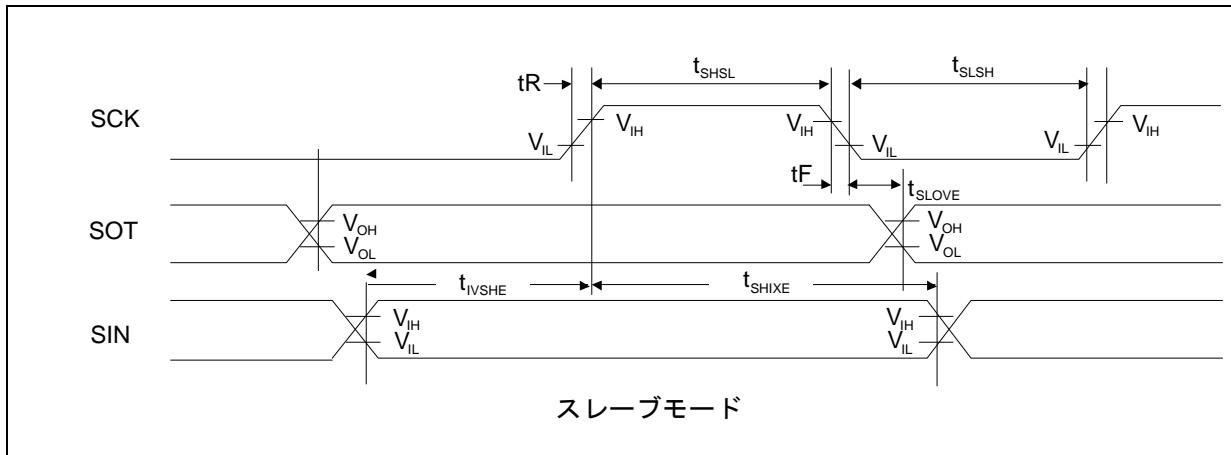 tR tSHSL tSLSH
SCK
VIH VIH VIH
VIL VIL VIL
tF tSLOVE
SOT
VOH VOH
VOL VOL
tIVSHE tSHIXE
SIN
VIH VIH
VIL VIL
スレーブモード